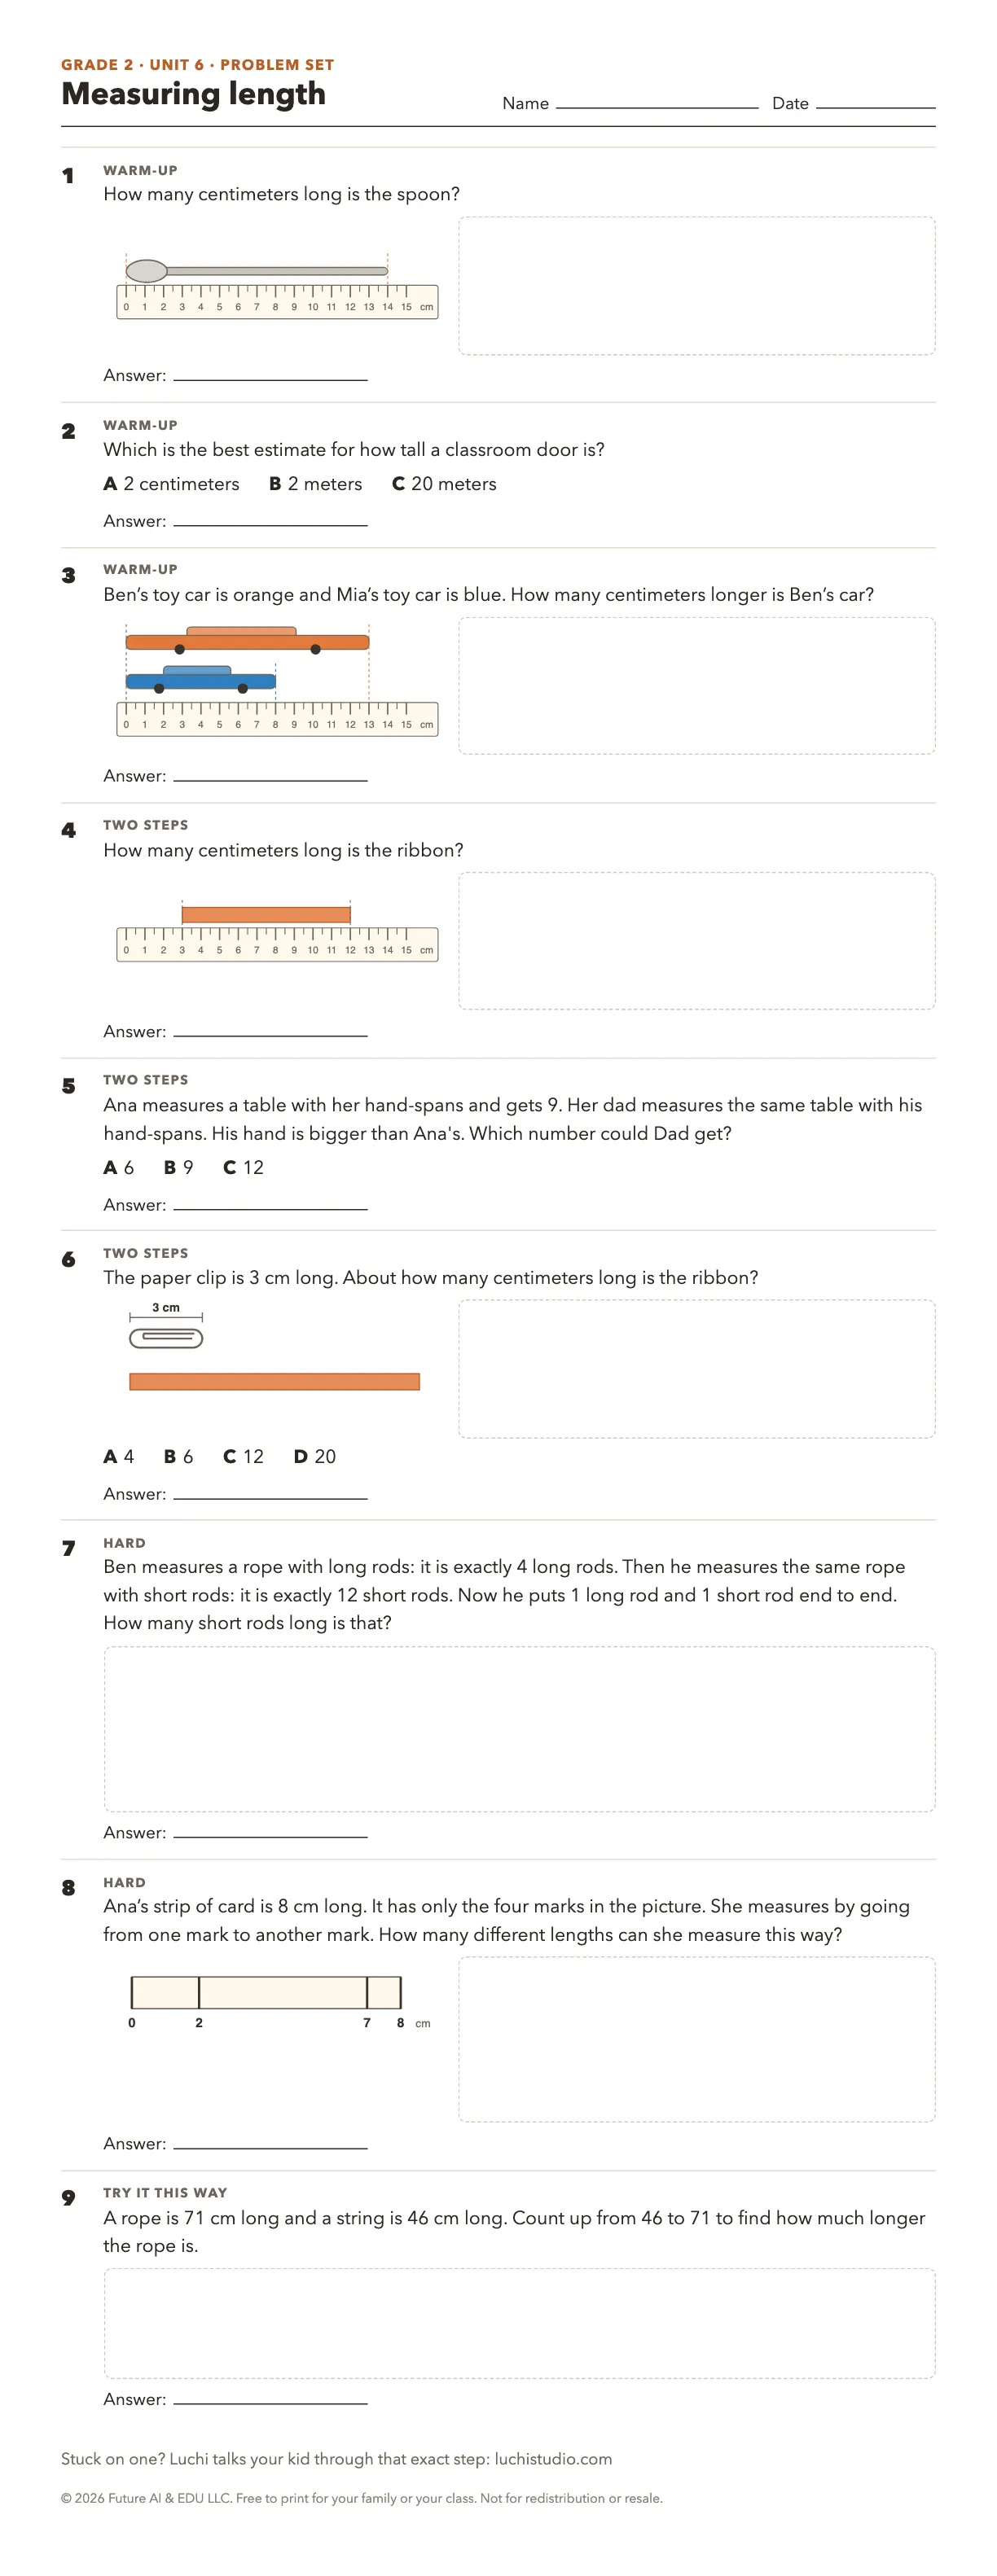 GRADE 2 · UNIT 6 · PROBLEM SET
Measuring length
Name
Date
1
WARM-UP
How many centimeters long is the spoon?
0 1 2 3 4 5 6 7 8 9 10 11 12 13 14 15 cm
Answer:
2
WARM-UP
Which is the best estimate for how tall a classroom door is?
A 2 centimeters B 2 meters C 20 meters
Answer:
3
WARM-UP
Ben’s toy car is orange and Mia’s toy car is blue. How many centimeters longer is Ben’s car?
0 1 2 3 4 5 6 7 8 9 10 11 12 13 14 15 cm
Answer:
4
TWO STEPS
How many centimeters long is the ribbon?
0 1 2 3 4 5 6 7 8 9 10 11 12 13 14 15 cm
Answer:
5
TWO STEPS
Ana measures a table with her hand-spans and gets 9. Her dad measures the same table with his
hand-spans. His hand is bigger than Ana's. Which number could Dad get?
A 6 B 9 C 12
Answer:
6
TWO STEPS
The paper clip is 3 cm long. About how many centimeters long is the ribbon?
3 cm
A 4 B 6 C 12 D 20
Answer:
7
HARD
Ben measures a rope with long rods: it is exactly 4 long rods. Then he measures the same rope
with short rods: it is exactly 12 short rods. Now he puts 1 long rod and 1 short rod end to end.
How many short rods long is that?
Answer:
8
HARD
Ana’s strip of card is 8 cm long. It has only the four marks in the picture. She measures by going
from one mark to another mark. How many different lengths can she measure this way?
0 2 7 8 cm
Answer:
9
TRY IT THIS WAY
A rope is 71 cm long and a string is 46 cm long. Count up from 46 to 71 to find how much longer
the rope is.
Answer:
Stuck on one? Luchi talks your kid through that exact step: luchistudio.com
© 2026 Future AI & EDU LLC. Free to print for your family or your class. Not for redistribution or resale.